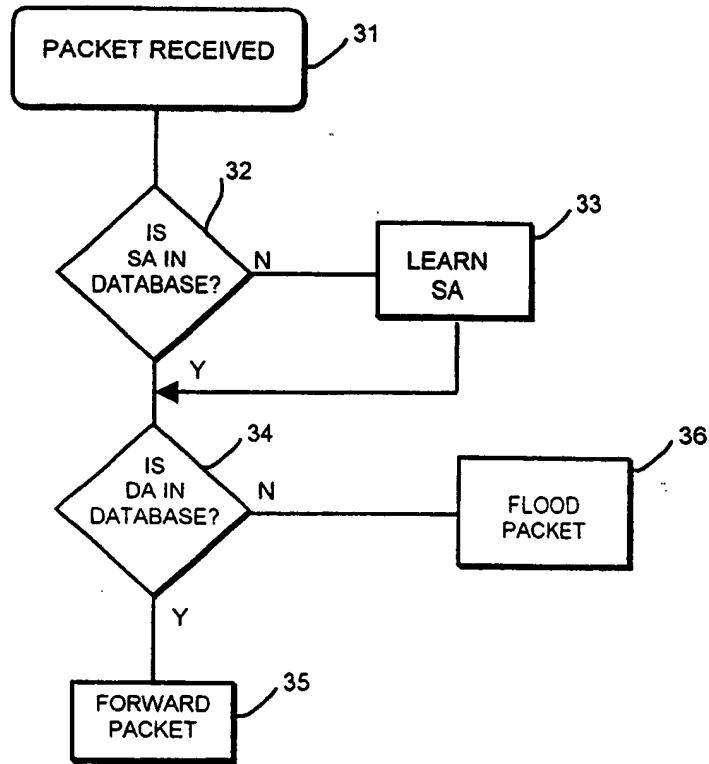 PACKET RECEIVED
31
32
IS
SA IN
DATABASE?
N
33
LEARN
SA
Y
34
IS
DA IN
DATABASE?
N
36
FLOOD
PACKET
Y
35
FORWARD
PACKET